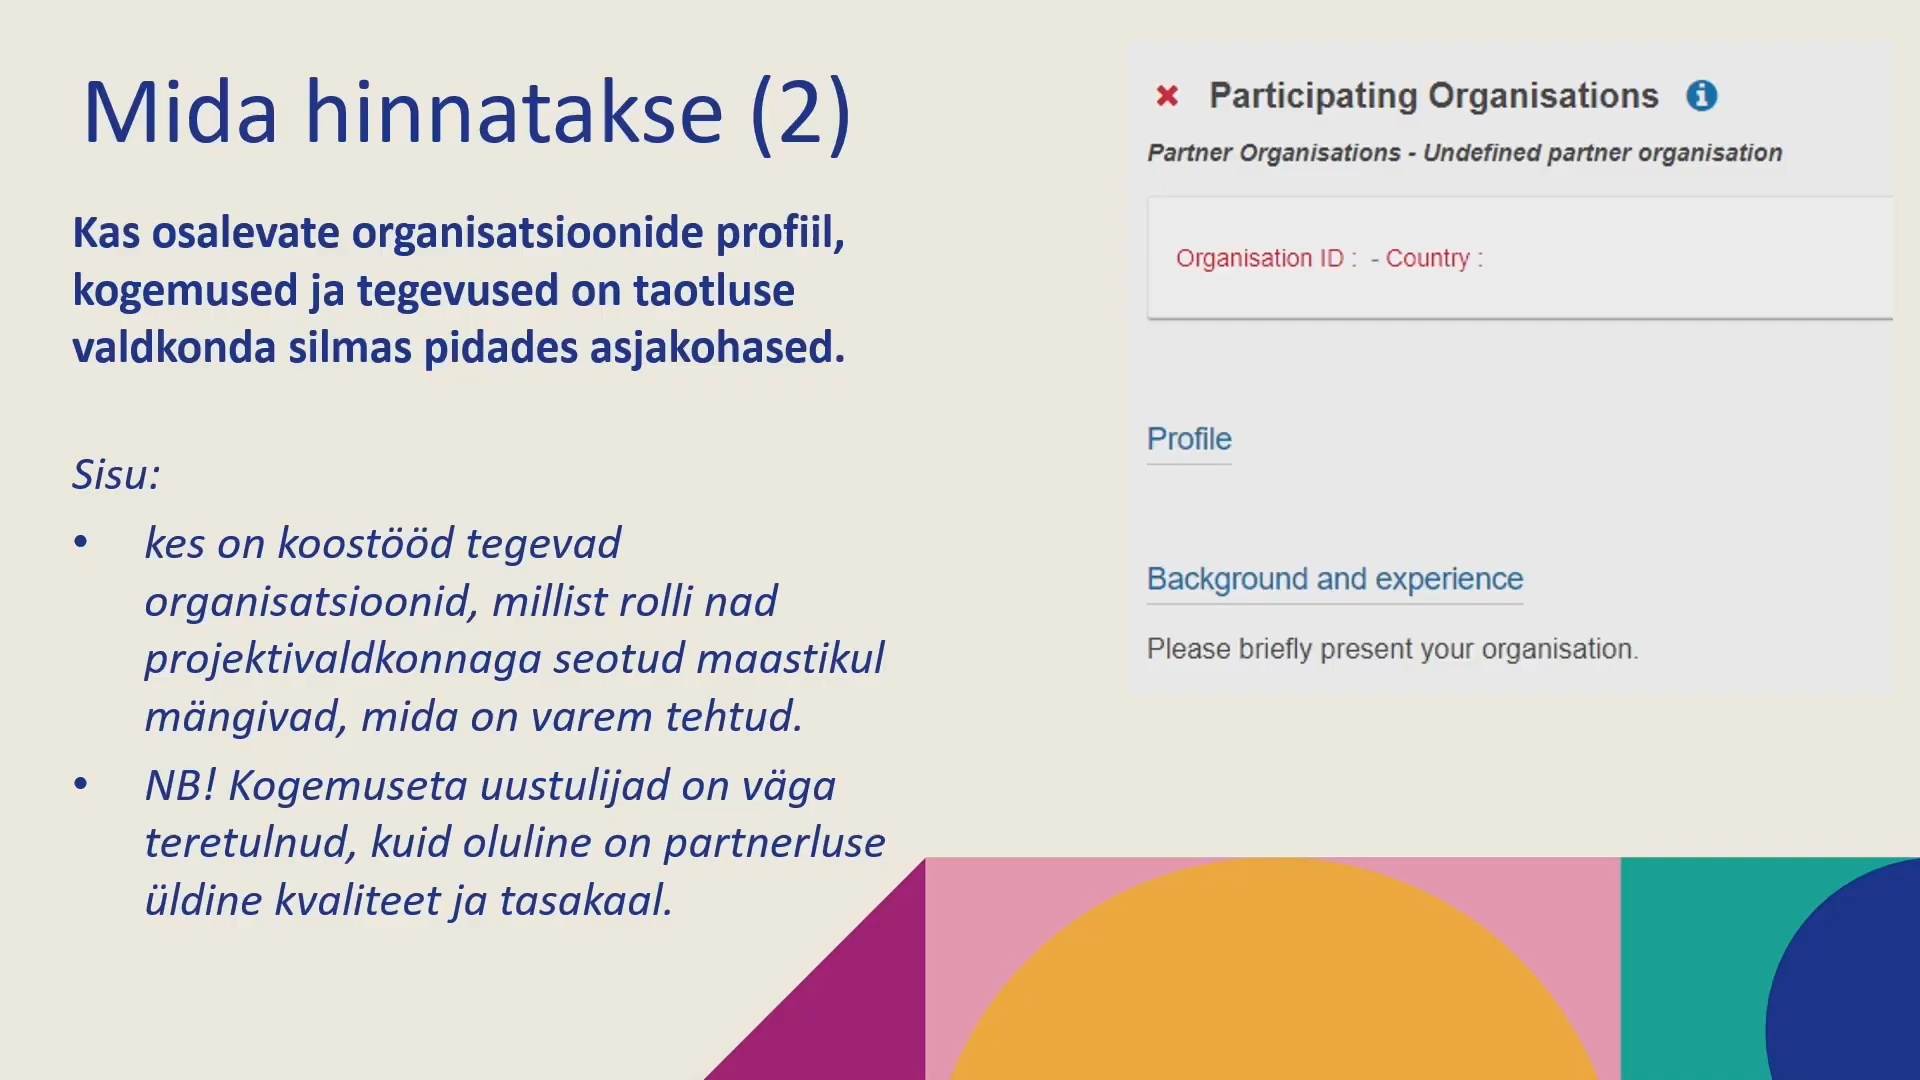 Mida hinnatakse (2)
Kas osalevate organisatsioonide profiil,
kogemused ja tegevused on taotluse
valdkonda silmas pidades asjakohased.
Sisu:
• kes on koostööd tegevad
organisatsioonid, millist rolli nad
projektivaldkonnaga seotud maastikul
mängivad, mida on varem tehtud.
• NB! Kogemuseta uustulijad on väga
teretulnud, kuid oluline on partnerluse
üldine kvaliteet ja tasakaal.
Participating Organisations
Partner Organisations - Undefined partner organisation
Organisation ID : - Country :
Profile
Background and experience
Please briefly present your organisation.